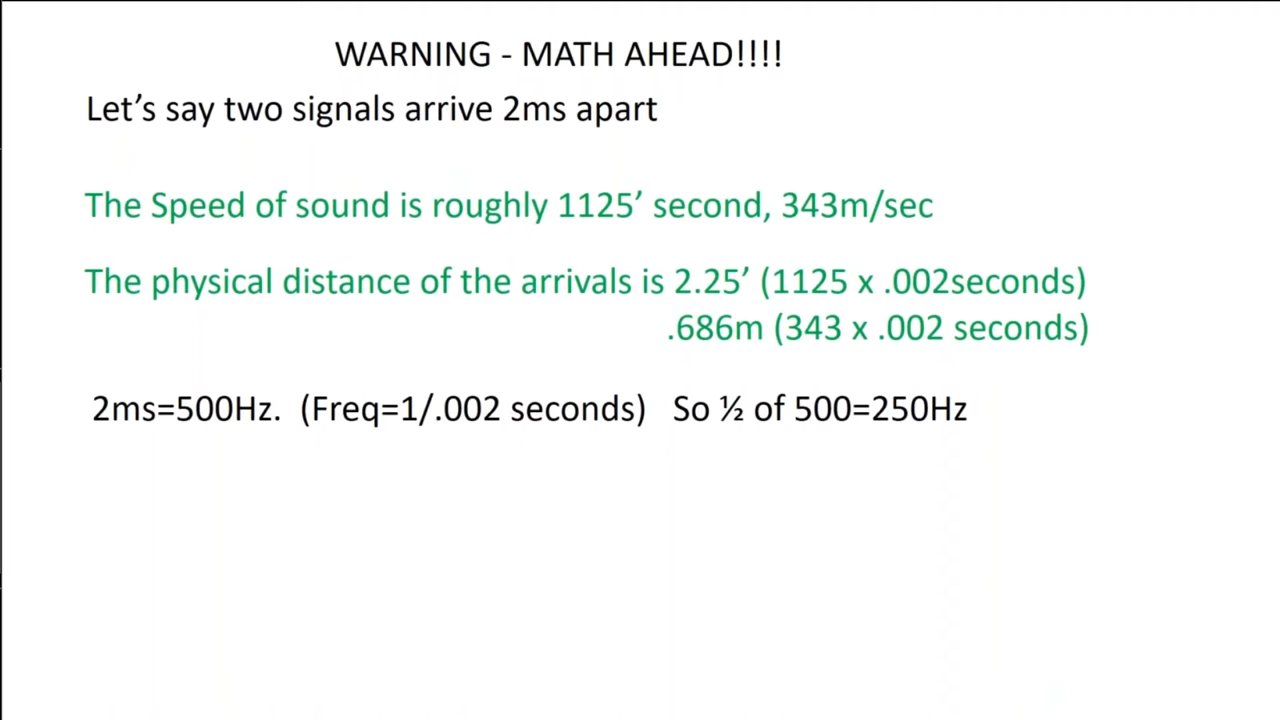 WARNING - MATH AHEAD!!!!
Let’s say two signals arrive 2ms apart
The Speed of sound is roughly 1125’ second, 343m/sec
The physical distance of the arrivals is 2.25’ (1125 x .002seconds)
.686m (343 x .002 seconds)
2ms=500Hz. (Freq=1/.002 seconds) So ½ of 500=250Hz